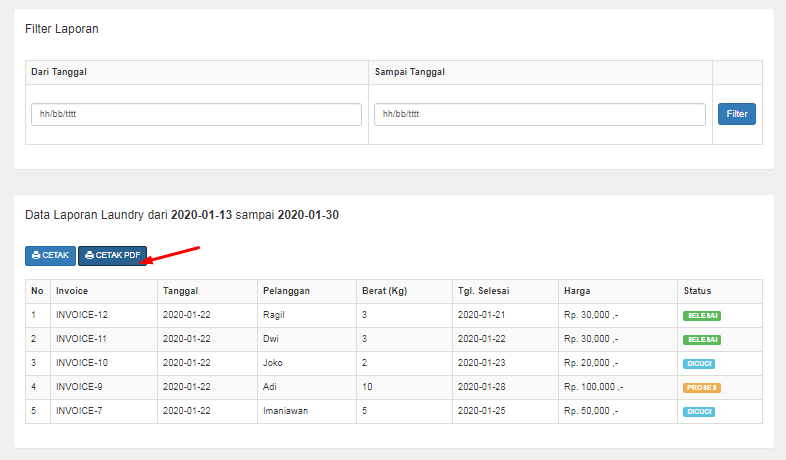 Filter Laporan
Dari Tanggal Sampai Tanggal
hh/bb/tttt hh/bb/tttt Filter
Data Laporan Laundry dari 2020-01-13 sampai 2020-01-30
CETAK CETAK PDF
No Invoice Tanggal Pelanggan Berat (Kg) Tgl. Selesai Harga Status
1 INVOICE-12 2020-01-22 Ragil 3 2020-01-21 Rp. 30,000 ,- SELESAI
2 INVOICE-11 2020-01-22 Dwi 3 2020-01-22 Rp. 30,000 ,- SELESAI
3 INVOICE-10 2020-01-22 Joko 2 2020-01-23 Rp. 20,000 ,- DICUCI
4 INVOICE-9 2020-01-22 Adi 10 2020-01-28 Rp. 100,000 ,- PROSES
5 INVOICE-7 2020-01-22 Imaniawan 5 2020-01-25 Rp. 50,000 ,- DICUCI